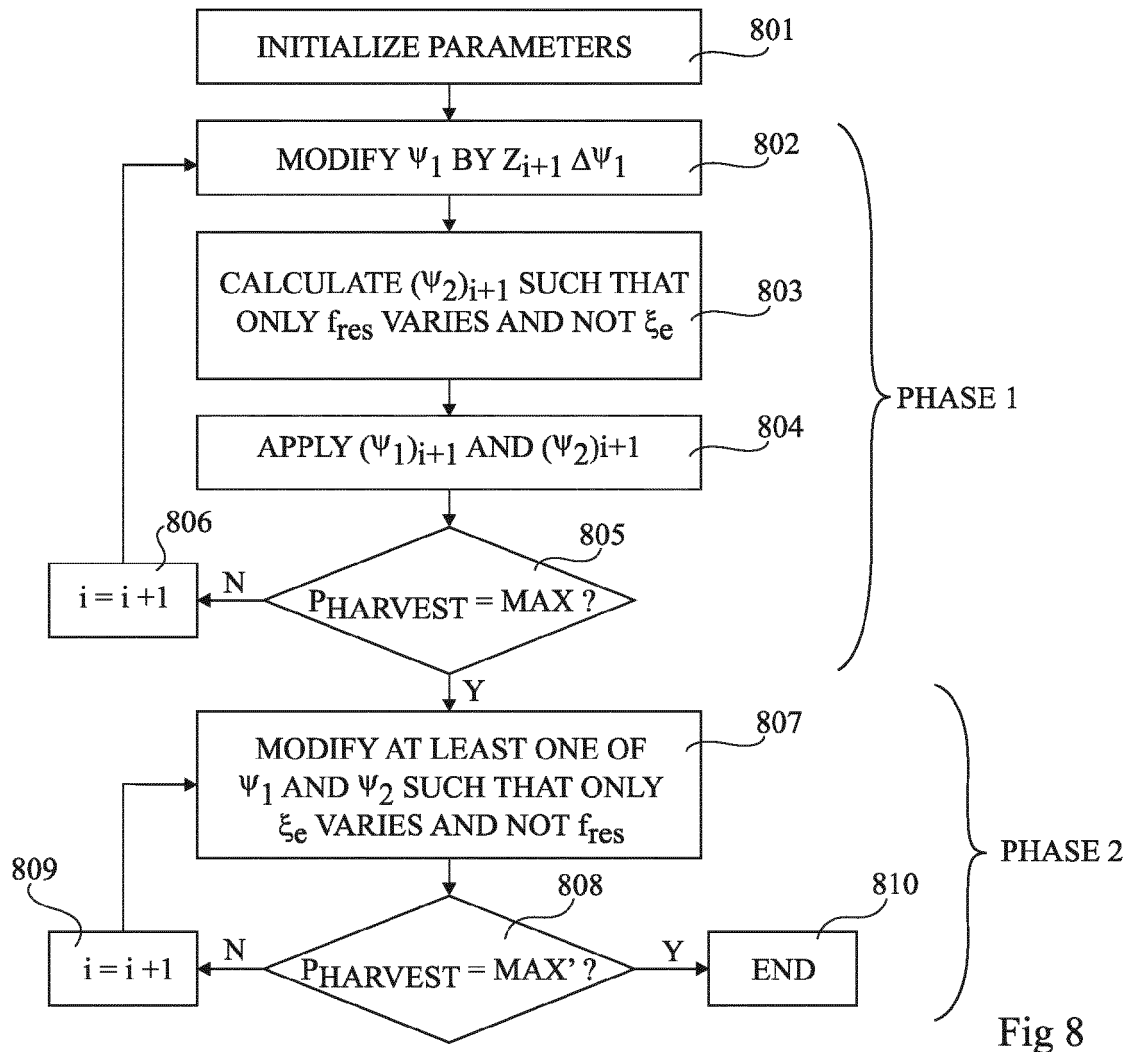 INITIALIZE PARAMETERS
801
MODIFY Ψ1 BY Zi+1 ΔΨ1
802
CALCULATE (Ψ2)i+1 SUCH THAT
ONLY fres VARIES AND NOT ξe
803
APPLY (Ψ1)i+1 AND (Ψ2)i+1
804
PHASE 1
806
i = i +1
N
805
PHARVEST = MAX ?
Y
MODIFY AT LEAST ONE OF
Ψ1 AND Ψ2 SUCH THAT ONLY
ξe VARIES AND NOT fres
807
PHASE 2
809
i = i +1
N
808
PHARVEST = MAX' ?
Y
810
END
Fig 8